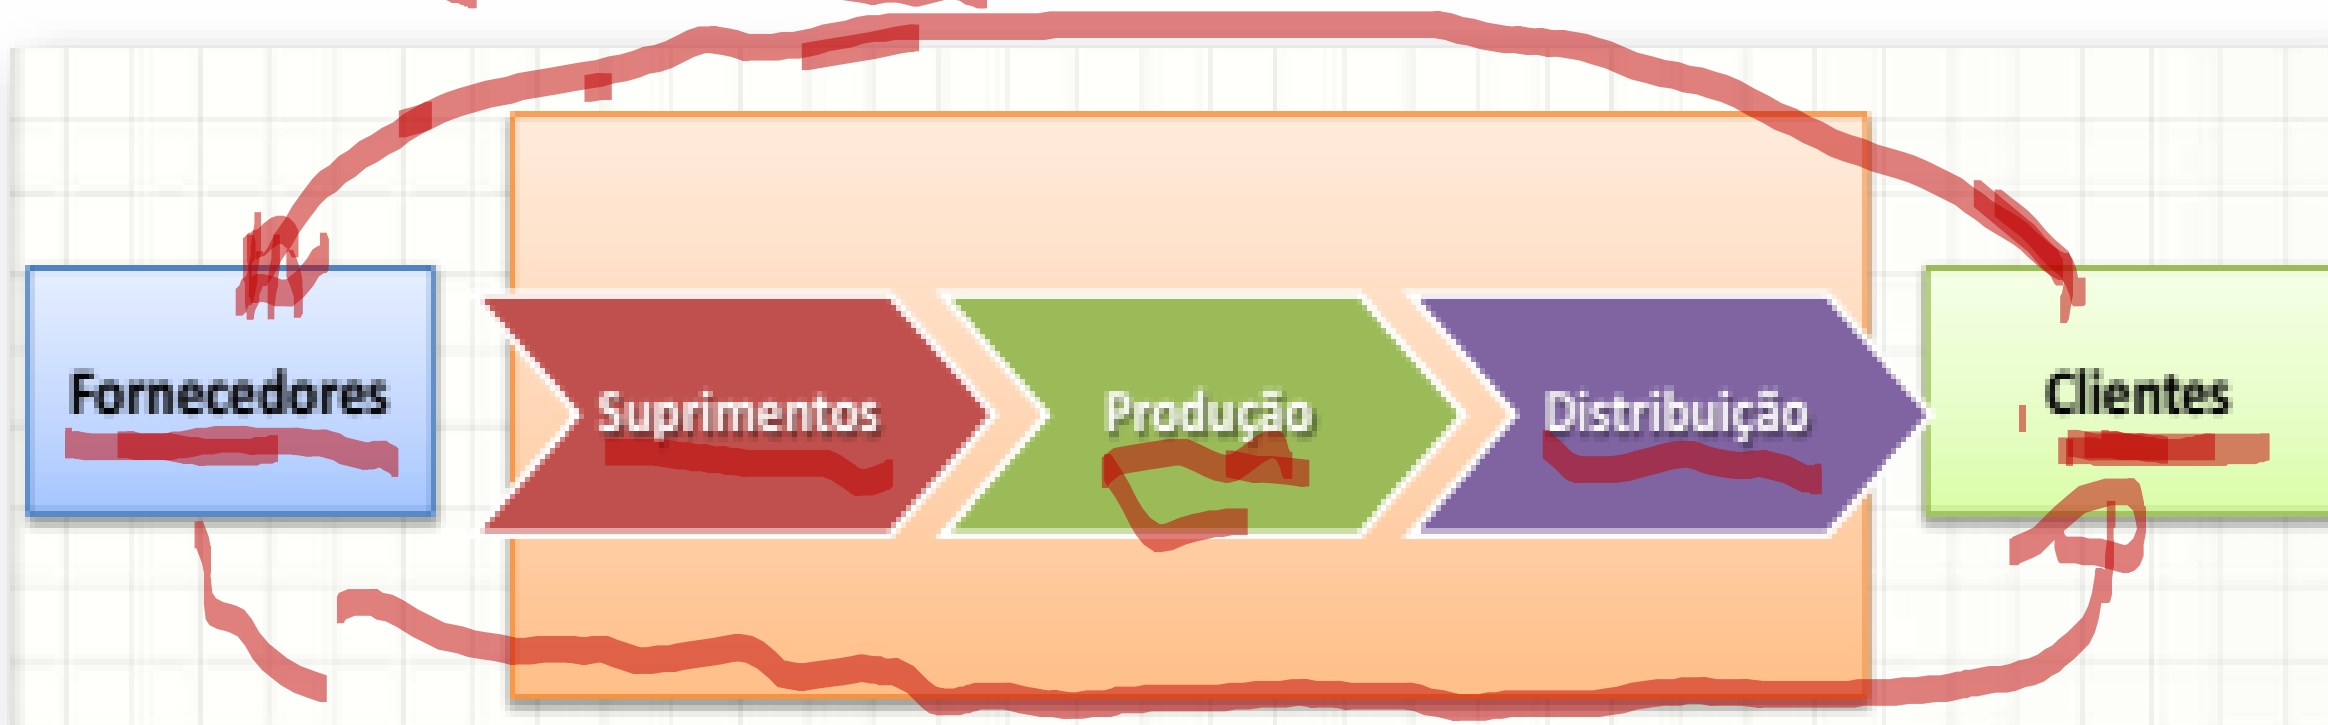 Fornecedores
Suprimentos
Produção
Distribuição
Clientes